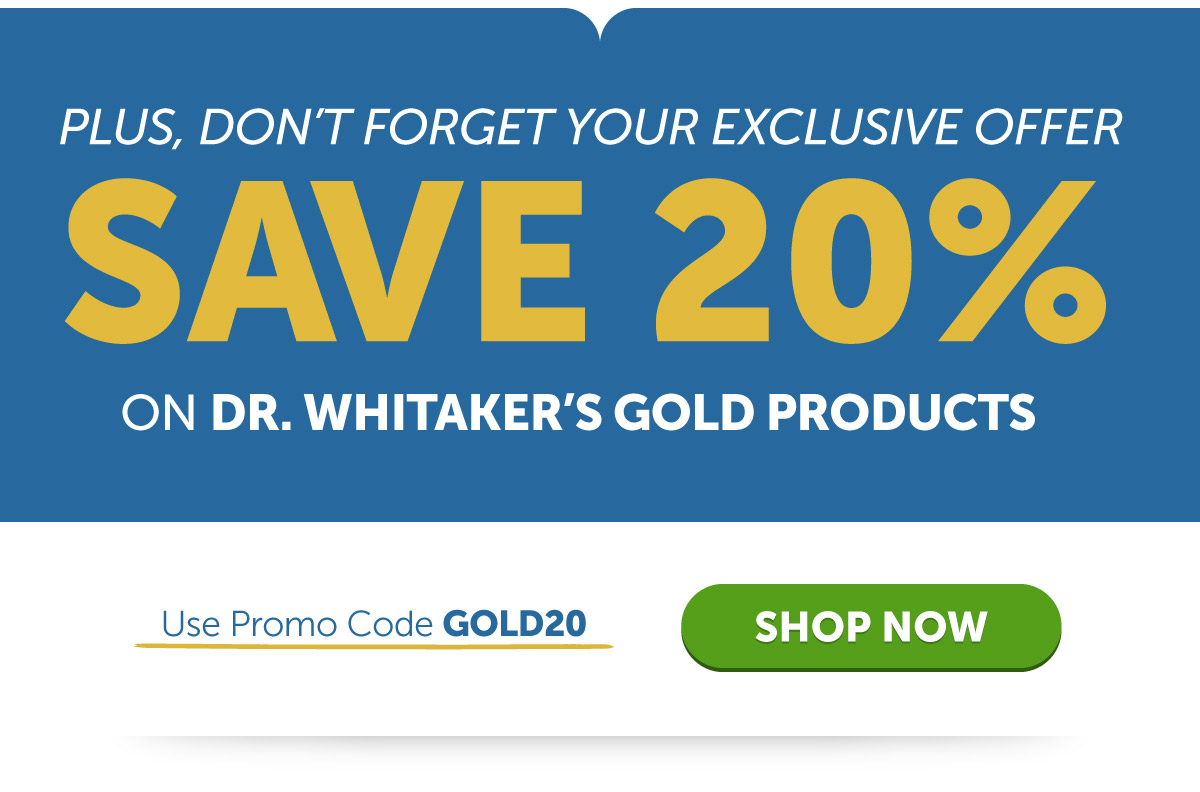 PLUS, DON’T FORGET YOUR EXCLUSIVE OFFER
SAVE 20%
ON DR. WHITAKER’S GOLD PRODUCTS
Use Promo Code GOLD20
SHOP NOW